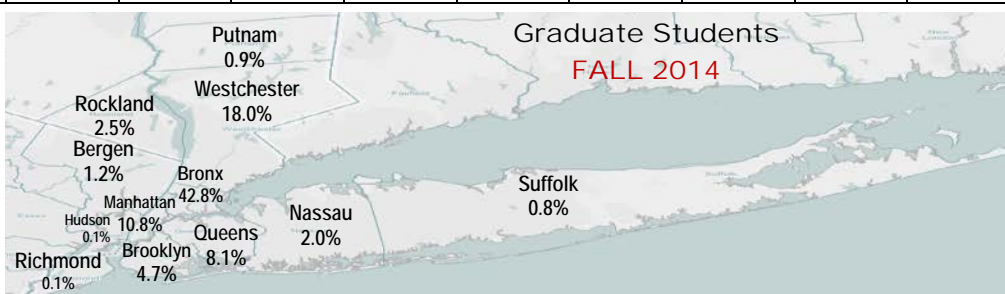 Graduate Students
FALL 2014
Putnam
0.9%
Westchester
18.0%
Rockland
2.5%
Bergen
1.2%
Bronx
42.8%
Manhattan
10.8%
Hudson
0.1%
Queens
8.1%
Brooklyn
4.7%
Richmond
0.1%
Nassau
2.0%
Suffolk
0.8%